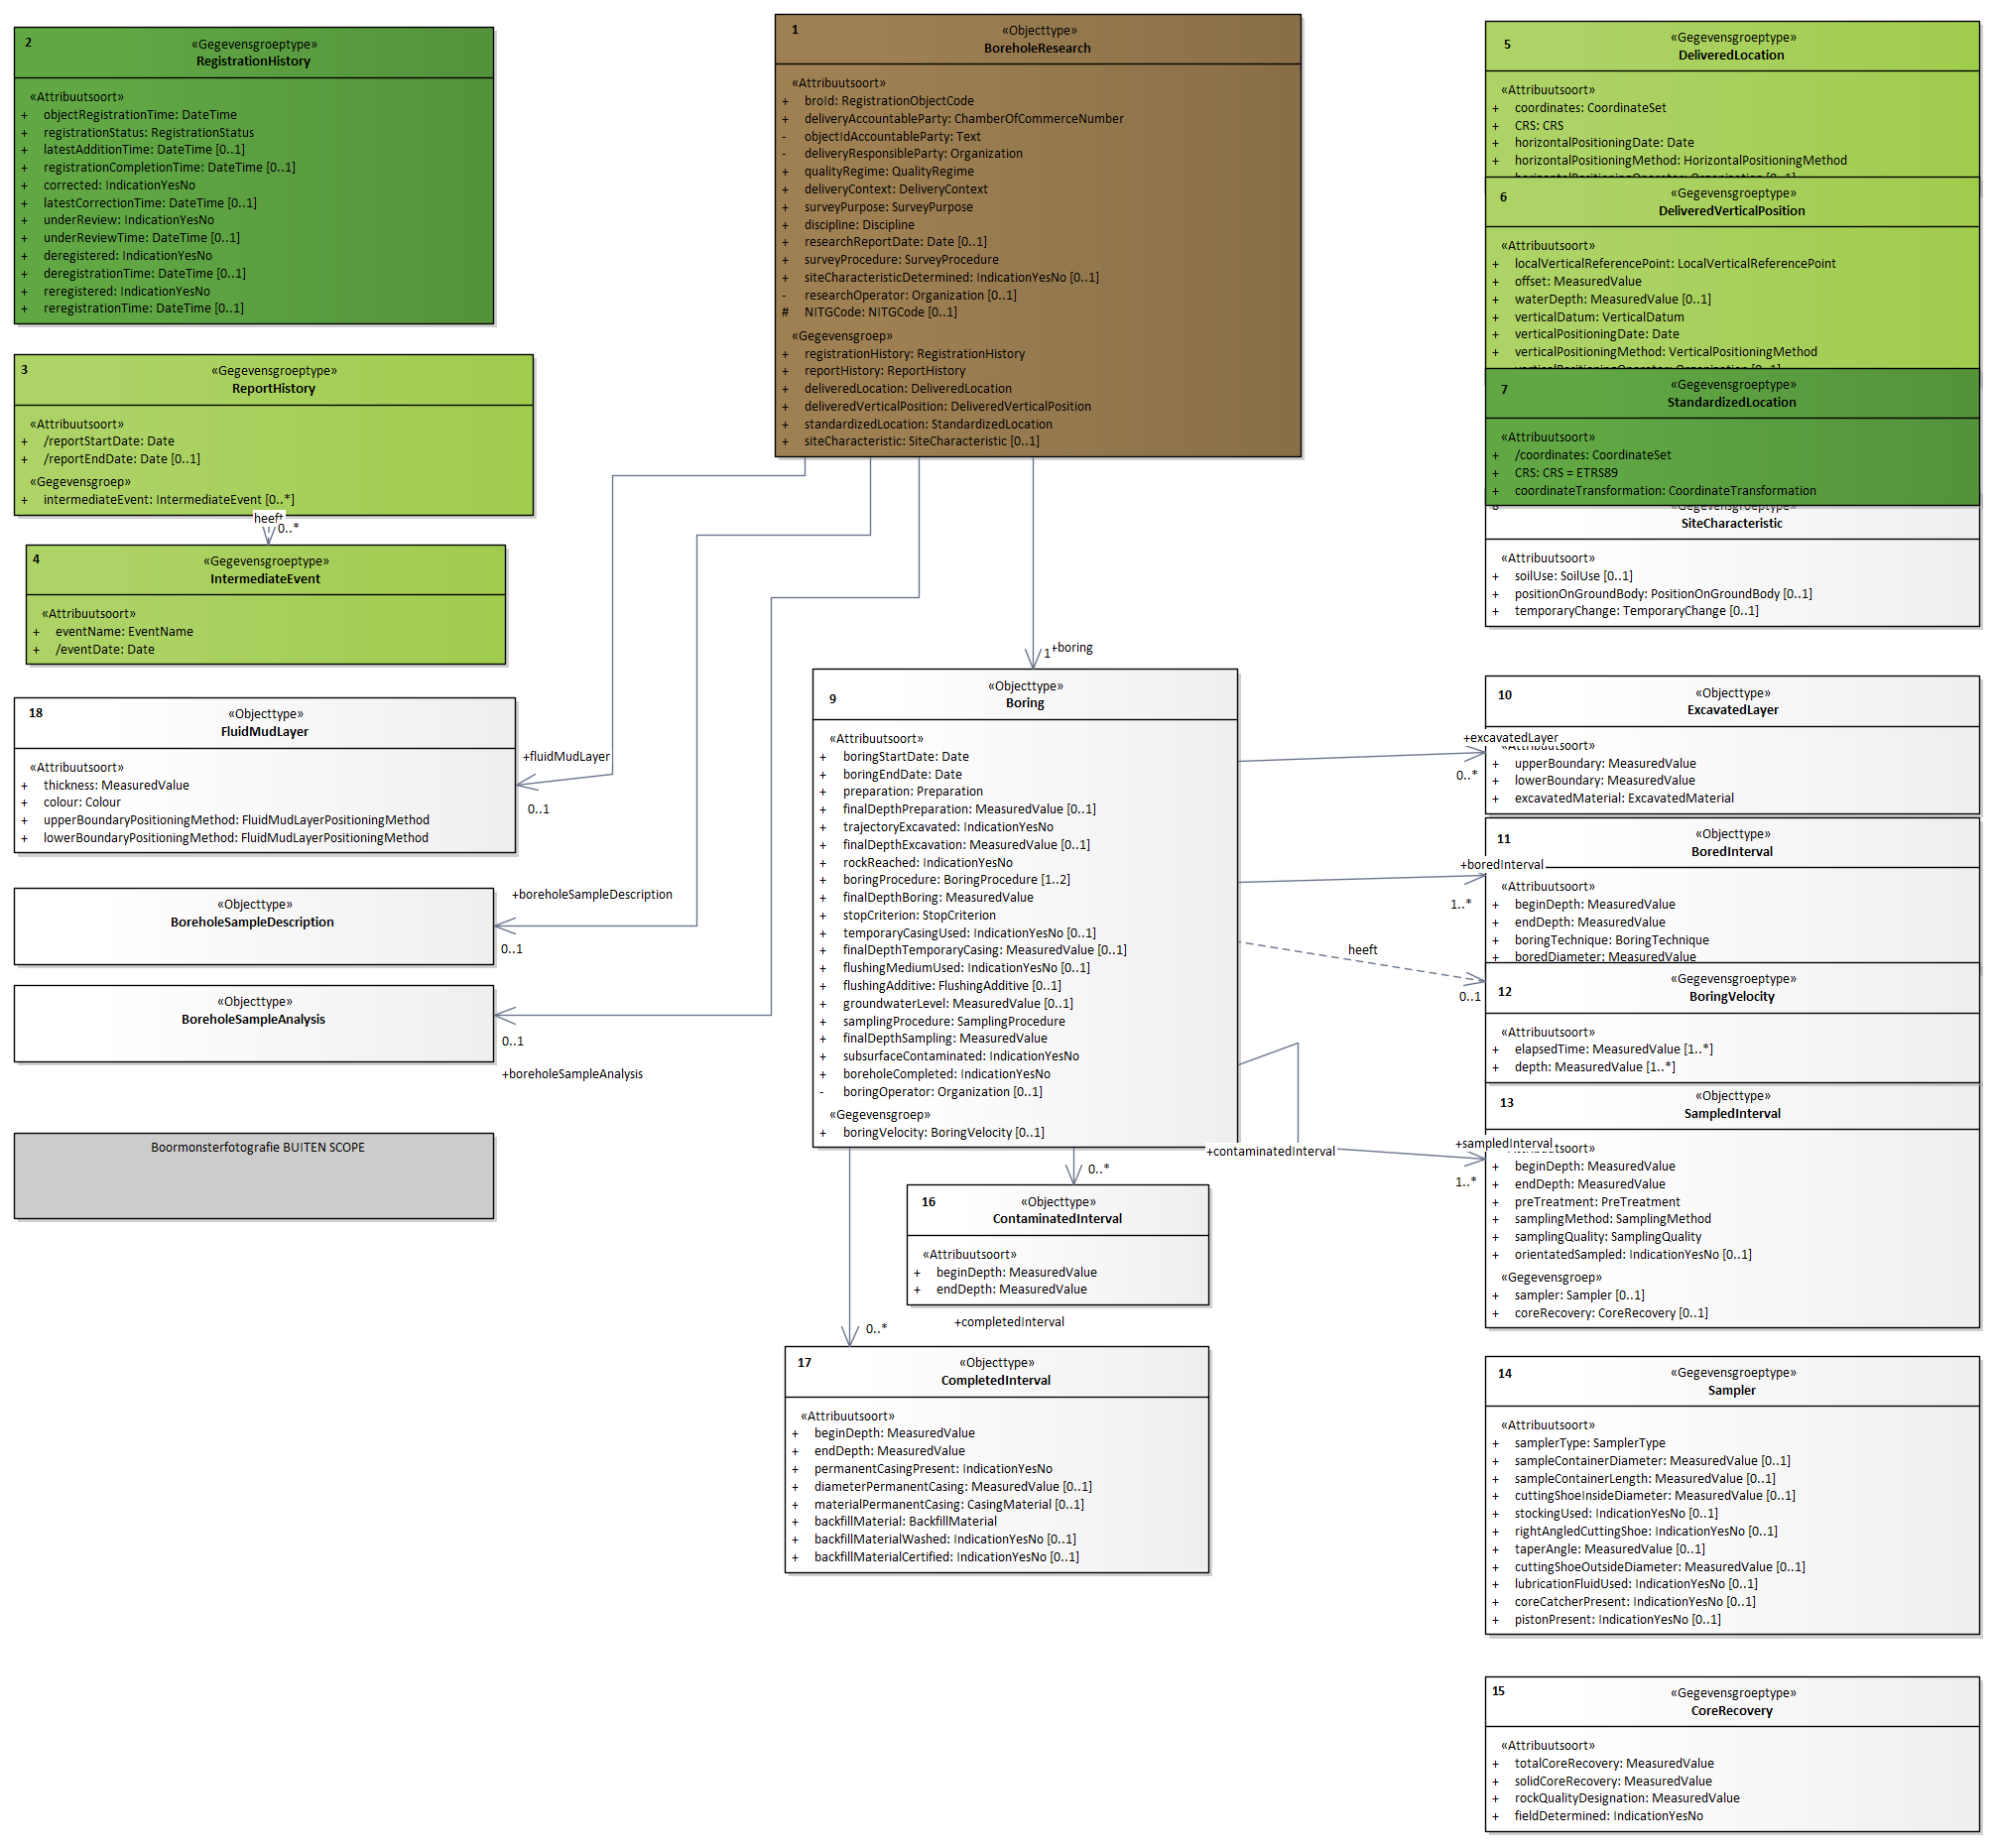 2
«Gegevensgroeptype»
RegistrationHistory
«Attribuutsoort»
+ objectRegistrationTime: DateTime
+ registrationStatus: RegistrationStatus
+ latestAdditionTime: DateTime [0..1]
+ registrationCompletionTime: DateTime [0..1]
+ corrected: IndicationYesNo
+ latestCorrectionTime: DateTime [0..1]
+ underReview: IndicationYesNo
+ underReviewTime: DateTime [0..1]
+ deregistered: IndicationYesNo
+ deregistrationTime: DateTime [0..1]
+ reregistered: IndicationYesNo
+ reregistrationTime: DateTime [0..1]
3
«Gegevensgroeptype»
ReportHistory
«Attribuutsoort»
+ /reportStartDate: Date
+ /reportEndDate: Date [0..1]
«Gegevensgroep»
+ intermediateEvent: IntermediateEvent [0..*]
heeft
0..*
4
«Gegevensgroeptype»
IntermediateEvent
«Attribuutsoort»
+ eventName: EventName
+ /eventDate: Date
18
«Objecttype»
FluidMudLayer
«Attribuutsoort»
+ thickness: MeasuredValue
+ colour: Colour
+ upperBoundaryPositioningMethod: FluidMudLayerPositioningMethod
+ lowerBoundaryPositioningMethod: FluidMudLayerPositioningMethod
+fluidMudLayer
0..1
«Objecttype»
BoreholeSampleDescription
+boreholeSampleDescription
0..1
«Objecttype»
BoreholeSampleAnalysis
0..1
+boreholeSampleAnalysis
Boormonsterfotografie BUITEN SCOPE
1
«Objecttype»
BoreholeResearch
«Attribuutsoort»
+ broId: RegistrationObjectCode
+ deliveryAccountableParty: ChamberOfCommerceNumber
- objectIdAccountableParty: Text
- deliveryResponsibleParty: Organization
+ qualityRegime: QualityRegime
+ deliveryContext: DeliveryContext
+ surveyPurpose: SurveyPurpose
+ discipline: Discipline
+ researchReportDate: Date [0..1]
+ surveyProcedure: SurveyProcedure
+ siteCharacteristicDetermined: IndicationYesNo [0..1]
- researchOperator: Organization [0..1]
# NITGCode: NITGCode [0..1]
«Gegevensgroep»
+ registrationHistory: RegistrationHistory
+ reportHistory: ReportHistory
+ deliveredLocation: DeliveredLocation
+ deliveredVerticalPosition: DeliveredVerticalPosition
+ standardizedLocation: StandardizedLocation
+ siteCharacteristic: SiteCharacteristic [0..1]
1
+boring
9
«Objecttype»
Boring
«Attribuutsoort»
+ boringStartDate: Date
+ boringEndDate: Date
+ preparation: Preparation
+ finalDepthPreparation: MeasuredValue [0..1]
+ trajectoryExcavated: IndicationYesNo
+ finalDepthExcavation: MeasuredValue [0..1]
+ rockReached: IndicationYesNo
+ boringProcedure: BoringProcedure [1..2]
+ finalDepthBoring: MeasuredValue
+ stopCriterion: StopCriterion
+ temporaryCasingUsed: IndicationYesNo [0..1]
+ finalDepthTemporaryCasing: MeasuredValue [0..1]
+ flushingMediumUsed: IndicationYesNo [0..1]
+ flushingAdditive: FlushingAdditive [0..1]
+ groundwaterLevel: MeasuredValue [0..1]
+ samplingProcedure: SamplingProcedure
+ finalDepthSampling: MeasuredValue
+ subsurfaceContaminated: IndicationYesNo
+ boreholeCompleted: IndicationYesNo
- boringOperator: Organization [0..1]
«Gegevensgroep»
+ boringVelocity: BoringVelocity [0..1]
+contaminatedInterval
0..*
16
«Objecttype»
ContaminatedInterval
«Attribuutsoort»
+ beginDepth: MeasuredValue
+ endDepth: MeasuredValue
+completedInterval
0..*
17
«Objecttype»
CompletedInterval
«Attribuutsoort»
+ beginDepth: MeasuredValue
+ endDepth: MeasuredValue
+ permanentCasingPresent: IndicationYesNo
+ diameterPermanentCasing: MeasuredValue [0..1]
+ materialPermanentCasing: CasingMaterial [0..1]
+ backfillMaterial: BackfillMaterial
+ backfillMaterialWashed: IndicationYesNo [0..1]
+ backfillMaterialCertified: IndicationYesNo [0..1]
5
«Gegevensgroeptype»
DeliveredLocation
«Attribuutsoort»
+ coordinates: CoordinateSet
+ CRS: CRS
+ horizontalPositioningDate: Date
+ horizontalPositioningMethod: HorizontalPositioningMethod
6
«Gegevensgroeptype»
DeliveredVerticalPosition
«Attribuutsoort»
+ localVerticalReferencePoint: LocalVerticalReferencePoint
+ offset: MeasuredValue
+ waterDepth: MeasuredValue [0..1]
+ verticalDatum: VerticalDatum
+ verticalPositioningDate: Date
+ verticalPositioningMethod: VerticalPositioningMethod
7
«Gegevensgroeptype»
StandardizedLocation
«Attribuutsoort»
+ /coordinates: CoordinateSet
+ CRS: CRS = ETRS89
+ coordinateTransformation: CoordinateTransformation
«Gegevensgroeptype»
SiteCharacteristic
«Attribuutsoort»
+ soilUse: SoilUse [0..1]
+ positionOnGroundBody: PositionOnGroundBody [0..1]
+ temporaryChange: TemporaryChange [0..1]
10
«Objecttype»
ExcavatedLayer
+excavatedLayer
«Attribuutsoort»
+ upperBoundary: MeasuredValue
+ lowerBoundary: MeasuredValue
+ excavatedMaterial: ExcavatedMaterial
0..*
11
«Objecttype»
BoredInterval
+boredInterval
«Attribuutsoort»
+ beginDepth: MeasuredValue
+ endDepth: MeasuredValue
+ boringTechnique: BoringTechnique
+ boredDiameter: MeasuredValue
1..*
heeft
0..1
12
«Gegevensgroeptype»
BoringVelocity
«Attribuutsoort»
+ elapsedTime: MeasuredValue [1..*]
+ depth: MeasuredValue [1..*]
13
«Objecttype»
SampledInterval
+sampledInterval
«Attribuutsoort»
+ beginDepth: MeasuredValue
+ endDepth: MeasuredValue
+ preTreatment: PreTreatment
+ samplingMethod: SamplingMethod
+ samplingQuality: SamplingQuality
+ orientatedSampled: IndicationYesNo [0..1]
«Gegevensgroep»
+ sampler: Sampler [0..1]
+ coreRecovery: CoreRecovery [0..1]
1..*
14
«Gegevensgroeptype»
Sampler
«Attribuutsoort»
+ samplerType: SamplerType
+ sampleContainerDiameter: MeasuredValue [0..1]
+ sampleContainerLength: MeasuredValue [0..1]
+ cuttingShoeInsideDiameter: MeasuredValue [0..1]
+ stockingUsed: IndicationYesNo [0..1]
+ rightAngledCuttingShoe: IndicationYesNo [0..1]
+ taperAngle: MeasuredValue [0..1]
+ cuttingShoeOutsideDiameter: MeasuredValue [0..1]
+ lubricationFluidUsed: IndicationYesNo [0..1]
+ coreCatcherPresent: IndicationYesNo [0..1]
+ pistonPresent: IndicationYesNo [0..1]
15
«Gegevensgroeptype»
CoreRecovery
«Attribuutsoort»
+ totalCoreRecovery: MeasuredValue
+ solidCoreRecovery: MeasuredValue
+ rockQualityDesignation: MeasuredValue
+ fieldDetermined: IndicationYesNo